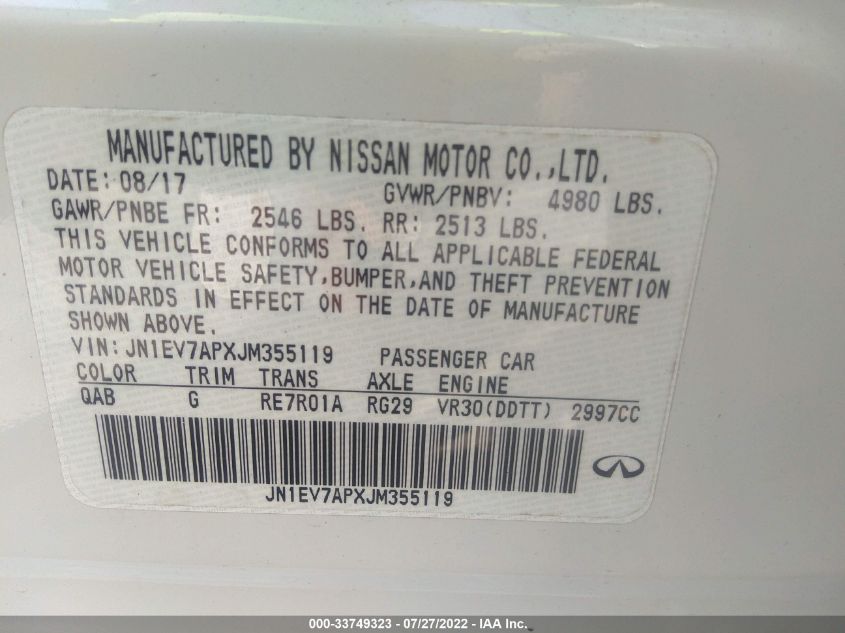 MANUFACTURED BY NISSAN MOTOR CO.,LTD.
DATE: 08/17 GVWR/PNBV: 4980 LBS.
GAWR/PNBE FR: 2546 LBS. RR: 2513 LBS.
THIS VEHICLE CONFORMS TO ALL APPLICABLE FEDERAL
MOTOR VEHICLE SAFETY,BUMPER,AND THEFT PREVENTION
STANDARDS IN EFFECT ON THE DATE OF MANUFACTURE
SHOWN ABOVE.
VIN: JN1EV7APXJM355119 PASSENGER CAR
COLOR TRIM TRANS AXLE ENGINE
QAB G RE7R01A RG29 VR30(DDTT) 2997CC
JN1EV7APXJM355119
000-33749323 - 07/27/2022 - IAA Inc.